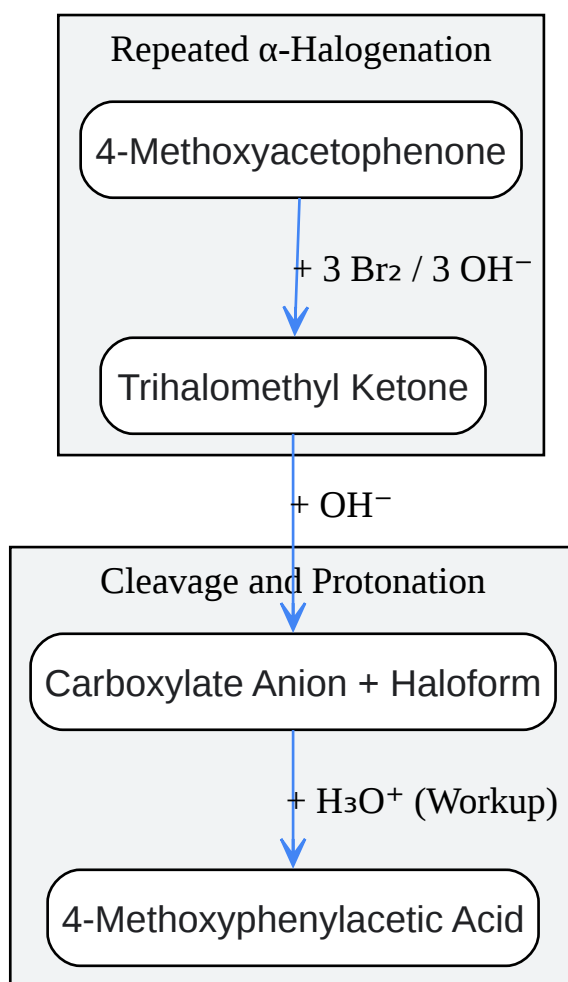 Repeated α-Halogenation
4-Methoxyacetophenone
+ 3 Br₂ / 3 OH⁻
Trihalomethyl Ketone
+ OH⁻
Cleavage and Protonation
Carboxylate Anion + Haloform
+ H₃O⁺ (Workup)
4-Methoxyphenylacetic Acid